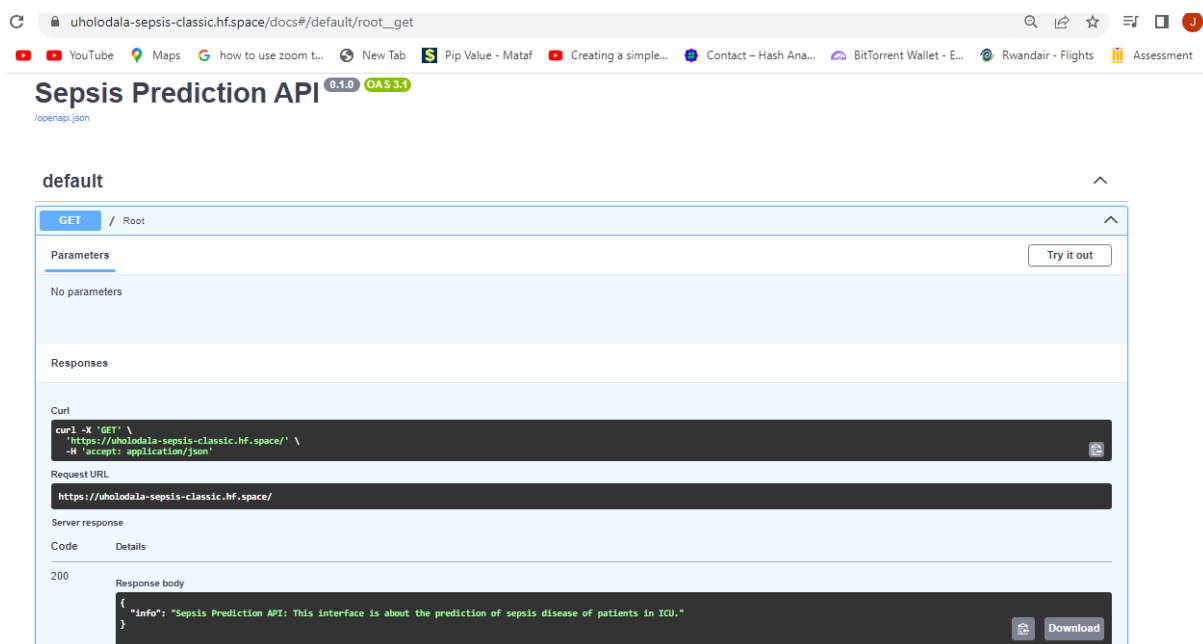 uholodala-sepsis-classic.hf.space/docs#/default/root__get
J
YouTube Maps G how to use zoom t... New Tab $ Pip Value - Mataf Creating a simple... Contact – Hash Ana... BitTorrent Wallet - E... Rwandair - Flights Assessment
Sepsis Prediction API 0.1.0 OAS 3.1
/openapi.json
default
GET / Root
Parameters Try it out
No parameters
Responses
Curl
curl -X 'GET' \
'https://uholodala-sepsis-classic.hf.space/' \
-H 'accept: application/json'
Request URL
https://uholodala-sepsis-classic.hf.space/
Server response
Code Details
200
Response body
{
"info": "Sepsis Prediction API: This interface is about the prediction of sepsis disease of patients in ICU."
}
Download